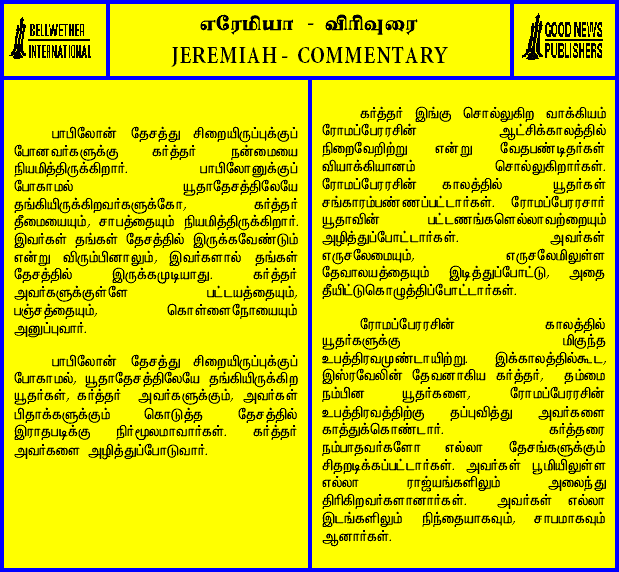 BELLWETHER
INTERNATIONAL
எரேமியா - விரிவுரை
JEREMIAH - COMMENTARY
GOOD NEWS
PUBLISHERS
பாபிலோன் தேசத்து சிறையிருப்புக்குப்
போனவர்களுக்கு கர்த்தர் நன்மையை
நியமித்திருக்கிறார். பாபிலோனுக்குப்
போகாமல் யூதாதேசத்திலேயே
தங்கியிருக்கிறவர்களுக்கோ, கர்த்தர்
தீமையையும், சாபத்தையும் நியமித்திருக்கிறார்.
இவர்கள் தங்கள் தேசத்தில் இருக்கவேண்டும்
என்று விரும்பினாலும், இவர்களால் தங்கள்
தேசத்தில் இருக்கமுடியாது. கர்த்தர்
அவர்களுக்குள்ளே பட்டயத்தையும்,
பஞ்சத்தையும், கொள்ளைநோயையும்
அனுப்புவார்.
பாபிலோன் தேசத்து சிறையிருப்புக்குப்
போகாமல், யூதாதேசத்திலேயே தங்கியிருக்கிற
யூதர்கள், கர்த்தர் அவர்களுக்கும், அவர்கள்
பிதாக்களுக்கும் கொடுத்த தேசத்தில்
இராதபடிக்கு நிர்மூலமாவார்கள். கர்த்தர்
அவர்களை அழித்துப்போடுவார்.
கர்த்தர் இங்கு சொல்லுகிற வாக்கியம்
ரோமப்பேரரசின் ஆட்சிக்காலத்தில்
நிறைவேறிற்று என்று வேதபண்டிதர்கள்
வியாக்கியானம் சொல்லுகிறார்கள்.
ரோமப்பேரரசின் காலத்தில் யூதர்கள்
சங்காரம்பண்ணப்பட்டார்கள். ரோமப்பேரரசார்
யூதாவின் பட்டணங்களெல்லாவற்றையும்
அழித்துப்போட்டார்கள். அவர்கள்
எருசலேமையும், எருசலேமிலுள்ள
தேவாலயத்தையும் இடித்துப்போட்டு, அதை
தீயிட்டுகொழுத்திப்போட்டார்கள்.
ரோமப்பேரரசின் காலத்தில்
யூதர்களுக்கு மிகுந்த
உபத்திரவமுண்டாயிற்று. இக்காலத்தில்கூட,
இஸ்ரவேலின் தேவனாகிய கர்த்தர், தம்மை
நம்பின யூதர்களை, ரோமப்பேரரசின்
உபத்திரவத்திற்கு தப்புவித்து அவர்களை
காத்துக்கொண்டார். கர்த்தரை
நம்பாதவர்களோ எல்லா தேசங்களுக்கும்
சிதறடிக்கப்பட்டார்கள். அவர்கள் பூமியிலுள்ள
எல்லா ராஜ்யங்களிலும் அலைந்து
திரிகிறவர்களானார்கள். அவர்கள் எல்லா
இடங்களிலும் நிந்தையாகவும், சாபமாகவும்
ஆனார்கள்.